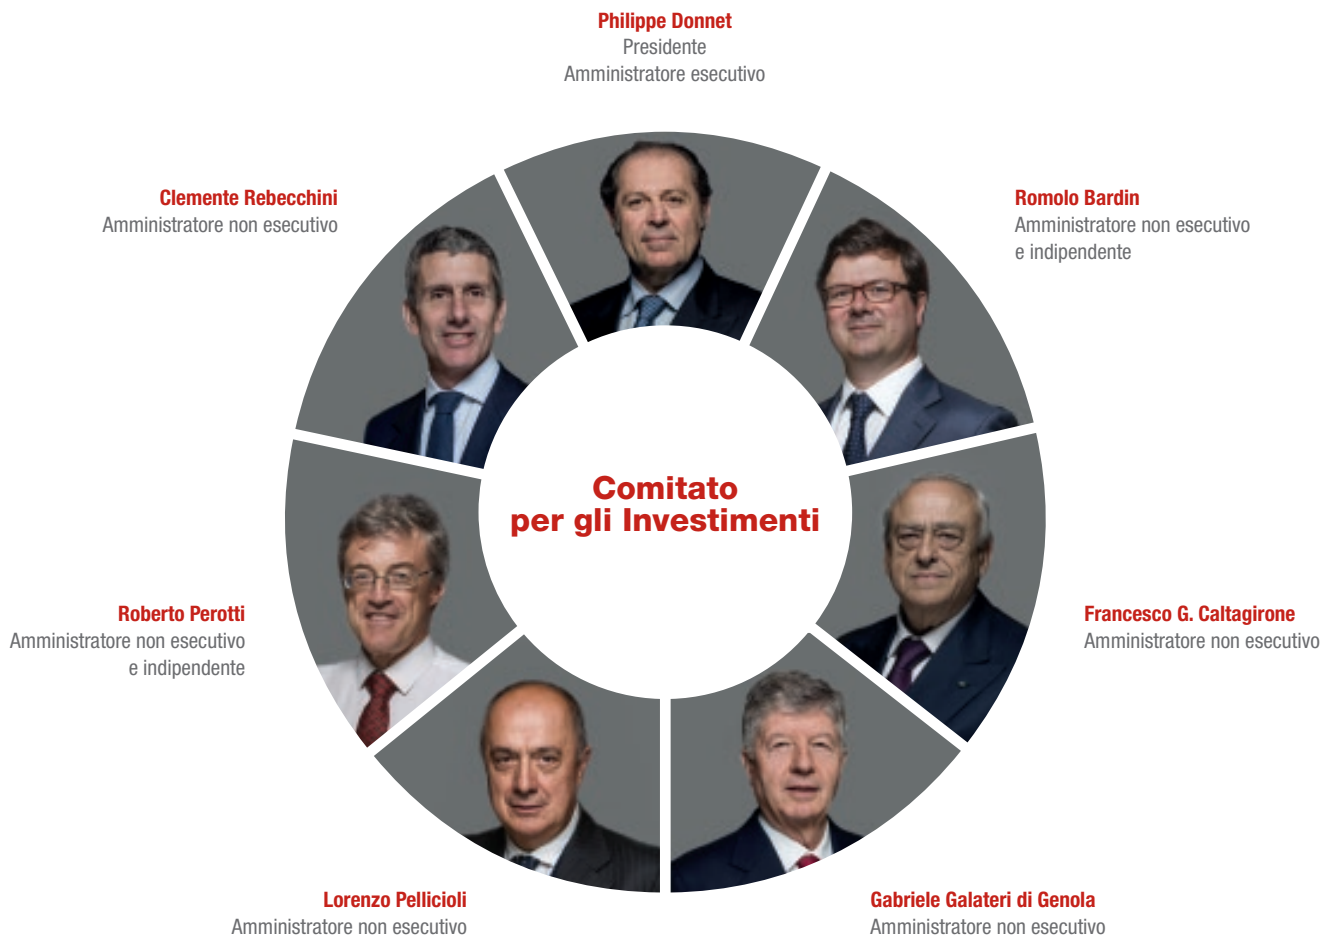 Philippe Donnet
Presidente
Amministratore esecutivo
Clemente Rebecchini
Amministratore non esecutivo
Romolo Bardin
Amministratore non esecutivo
e indipendente
Comitato
per gli Investimenti
Roberto Perotti
Amministratore non esecutivo
e indipendente
Francesco G. Caltagirone
Amministratore non esecutivo
Lorenzo Pellicioli
Amministratore non esecutivo
Gabriele Galateri di Genola
Amministratore non esecutivo